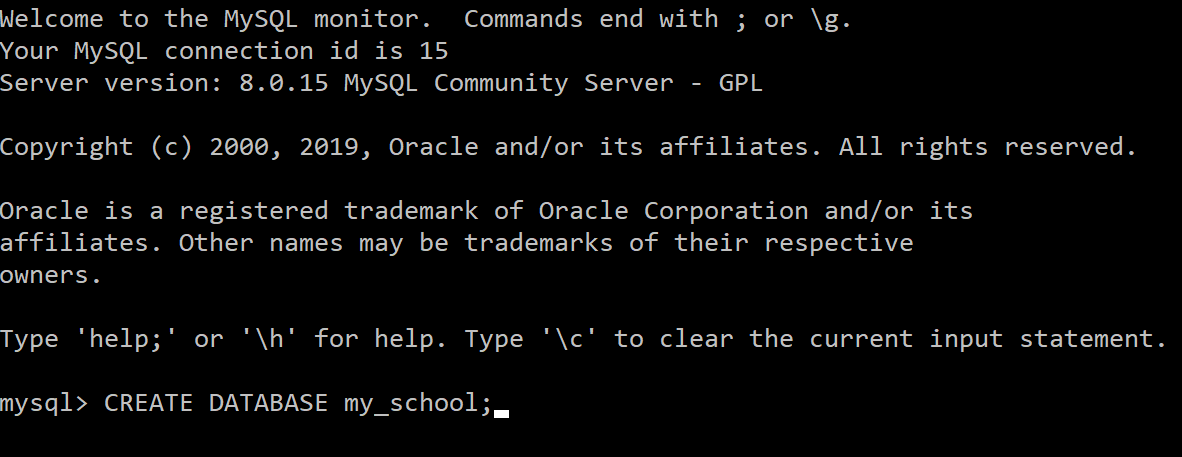 Welcome to the MySQL monitor.  Commands end with ; or \g.
Your MySQL connection id is 15
Server version: 8.0.15 MySQL Community Server - GPL
Copyright (c) 2000, 2019, Oracle and/or its affiliates. All rights reserved.
Oracle is a registered trademark of Oracle Corporation and/or its
affiliates. Other names may be trademarks of their respective
owners.
Type 'help;' or '\h' for help. Type '\c' to clear the current input statement.
mysql> CREATE DATABASE my_school;